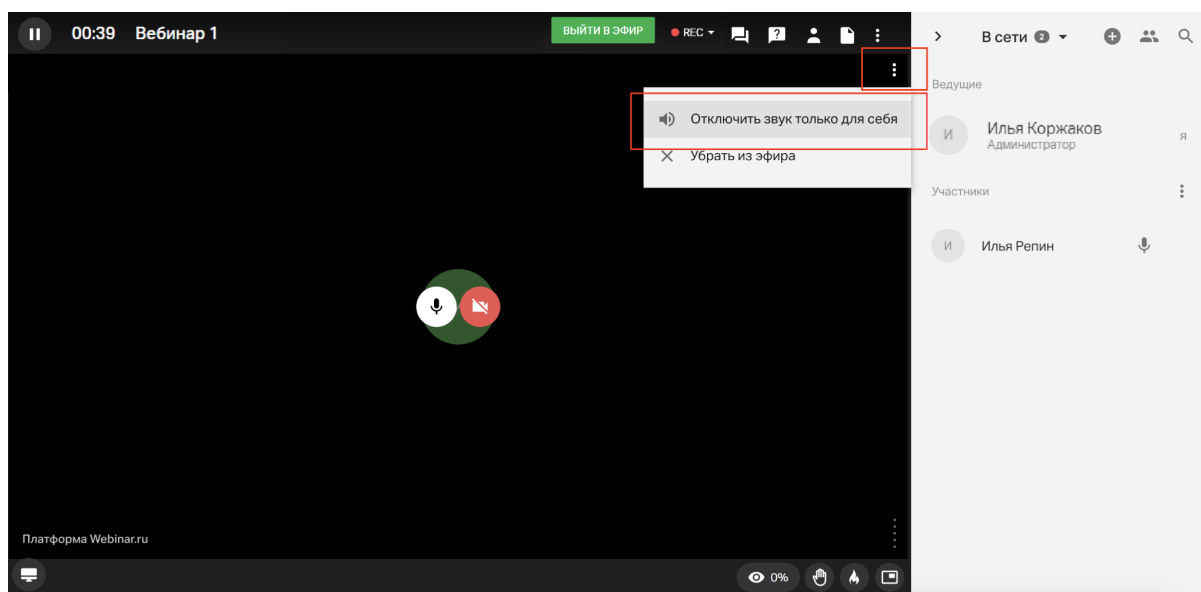 00:39 Вебинар 1 ВЫЙТИ В ЭФИР REC
Отключить звук только для себя
Убрать из эфира
Платформа Webinar.ru
0%
В сети 2
Ведущие
И Илья Коржаков я
Администратор
Участники
И Илья Репин